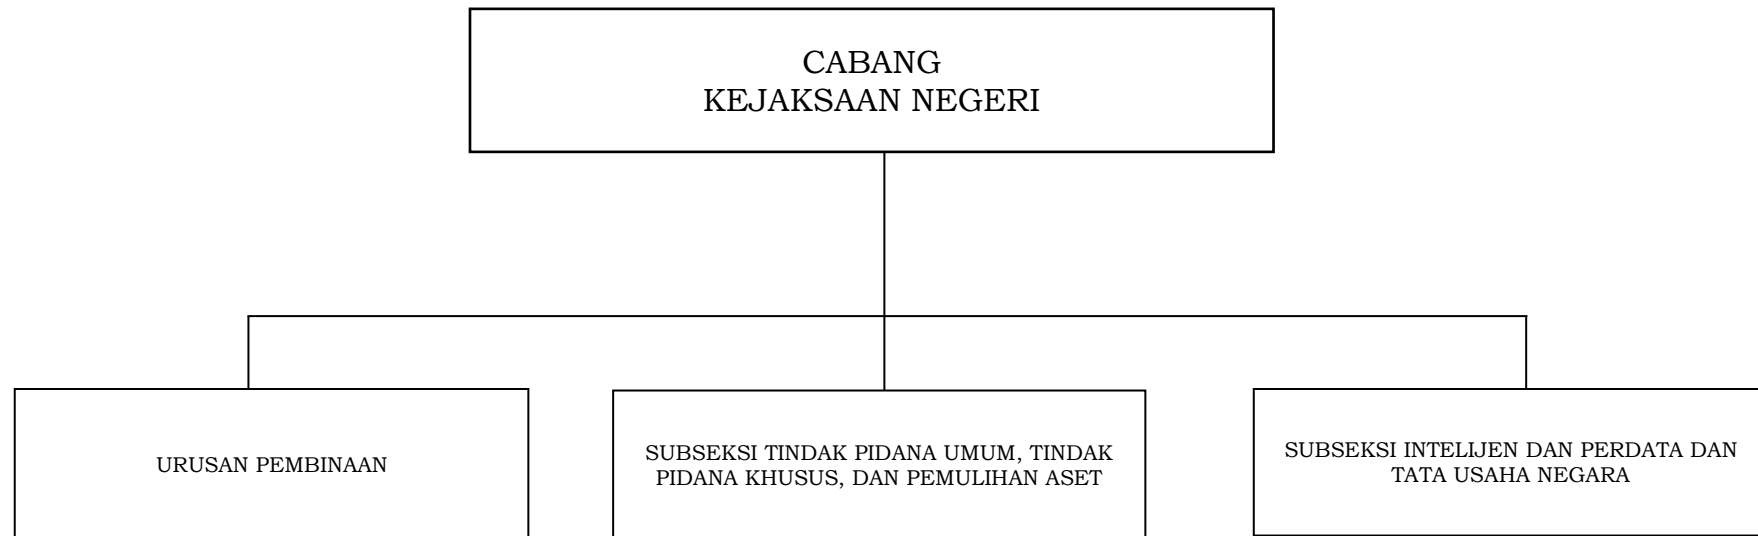 CABANG
KEJAKSAAN NEGERI
URUSAN PEMBINAAN
SUBSEKSI TINDAK PIDANA UMUM, TINDAK
PIDANA KHUSUS, DAN PEMULIHAN ASET
SUBSEKSI INTELIJEN DAN PERDATA DAN
TATA USAHA NEGARA